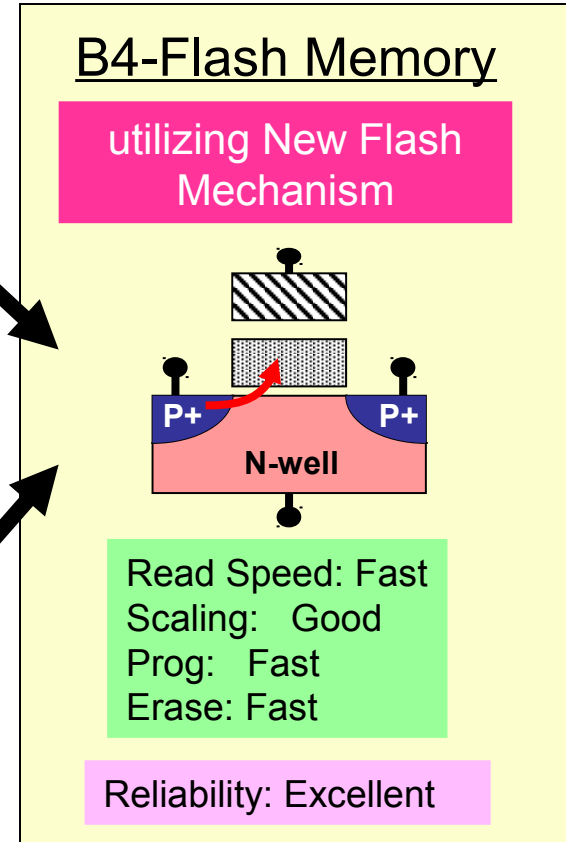 B4-Flash Memory
utilizing New Flash
Mechanism
P+ P+
N-well
Read Speed: Fast
Scaling: Good
Prog: Fast
Erase: Fast
Reliability: Excellent